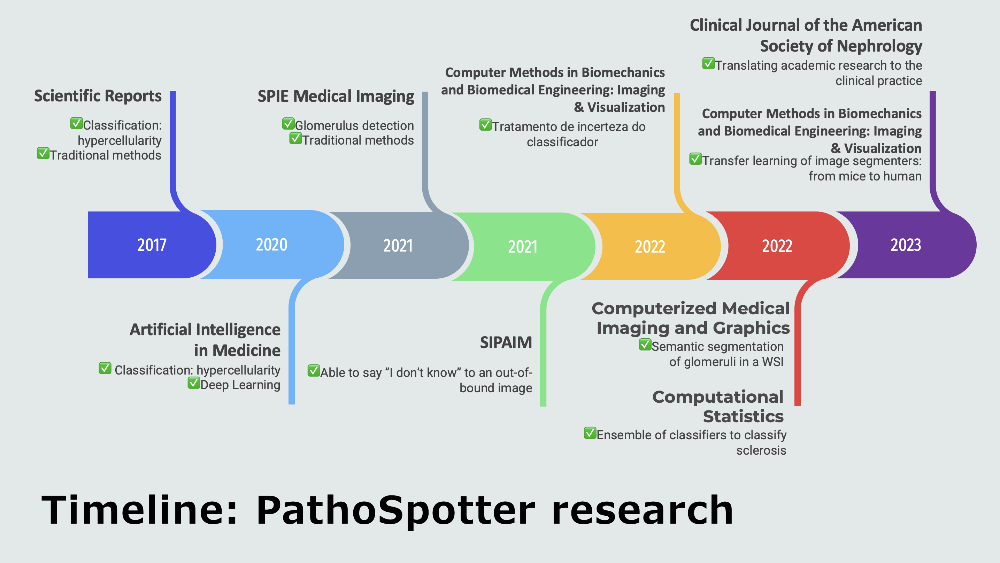 Clinical Journal of the American
Society of Nephrology
✅Translating academic research to the
clinical practice
Computer Methods in Biomechanics
and Biomedical Engineering: Imaging
& Visualization
✅Tratamento de incerteza do
classificador
Scientific Reports
✅Classification:
hypercellularity
✅Traditional methods
SPIE Medical Imaging
✅Glomerulus detection
✅Traditional methods
Computer Methods in Biomechanics
and Biomedical Engineering: Imaging
& Visualization
✅Transfer learning of image segmenters:
from mice to human
2017
2020
2021
2021
2022
2022
2023
Artificial Intelligence
in Medicine
✅ Classification: hypercellularity
✅Deep Learning
SIPAIM
✅Able to say ”I don’t know” to an out-of-
bound image
Computerized Medical
Imaging and Graphics
✅Semantic segmentation
of glomeruli in a WSI
Computational
Statistics
✅Ensemble of classifiers to classify
sclerosis
Timeline: PathoSpotter research